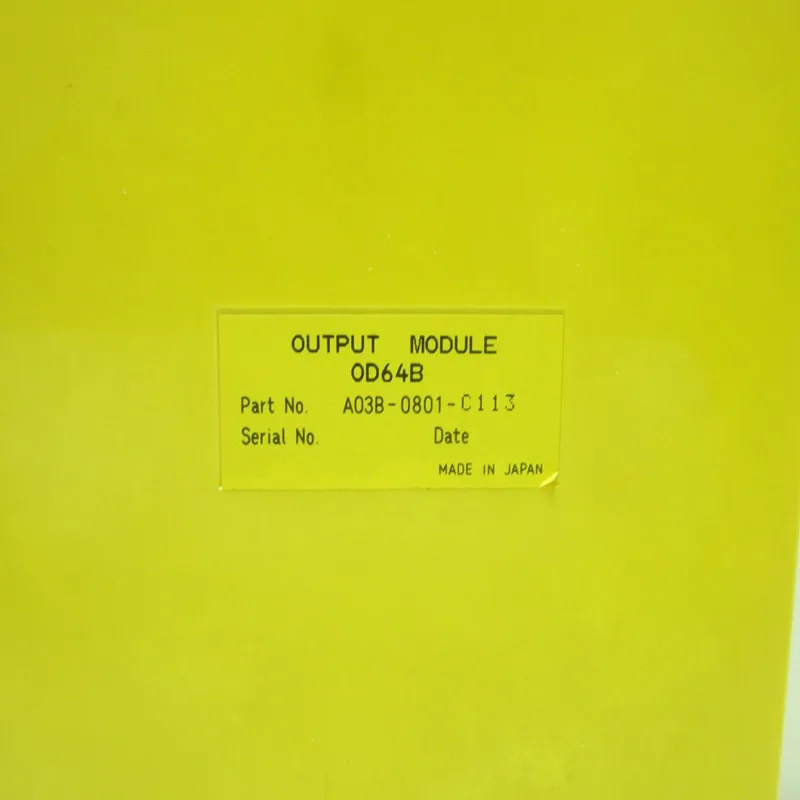 OUTPUT MODULE
OD64B
Part No. A03B-0801-C113
Serial No. Date
MADE IN JAPAN